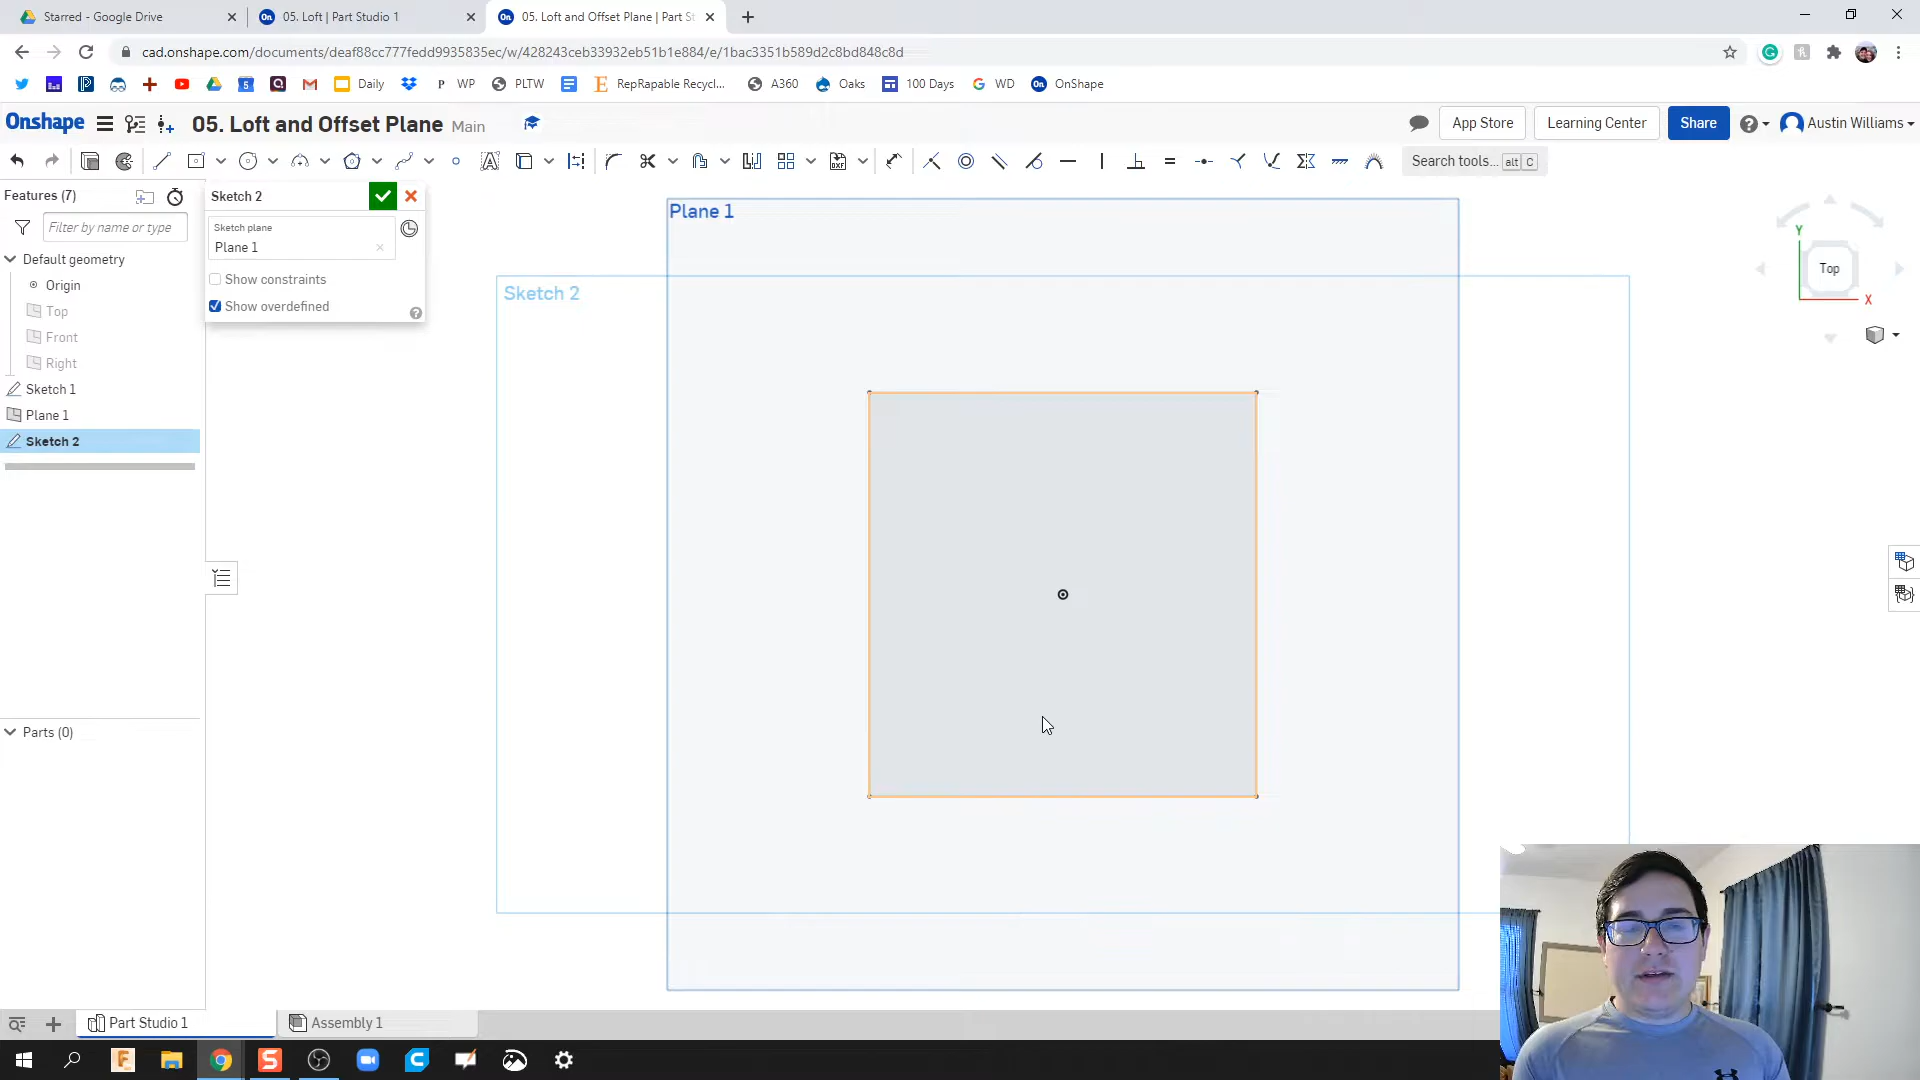 Starred - Google Drive
05. Loft | Part Studio 1
05. Loft and Offset Plane | Part St
cad.onshape.com/documents/deaf88cc777fedd9935835ec/w/428243ceb33932eb51b1e884/e/1bac3351b589d2c8bd848c8d
Daily
P WP
PLTW
RepRapable Recycl...
A360
Oaks
100 Days
WD
OnShape
Onshape
05. Loft and Offset Plane Main
App Store
Learning Center
Share
Austin Williams
Search tools... alt C
Features (7)
Filter by name or type
Default geometry
Origin
Top
Front
Right
Sketch 1
Plane 1
Sketch 2
Parts (0)
Sketch 2
Sketch plane
Plane 1
Show constraints
Show overdefined
Plane 1
Sketch 2
Y
Top
X
Part Studio 1
Assembly 1